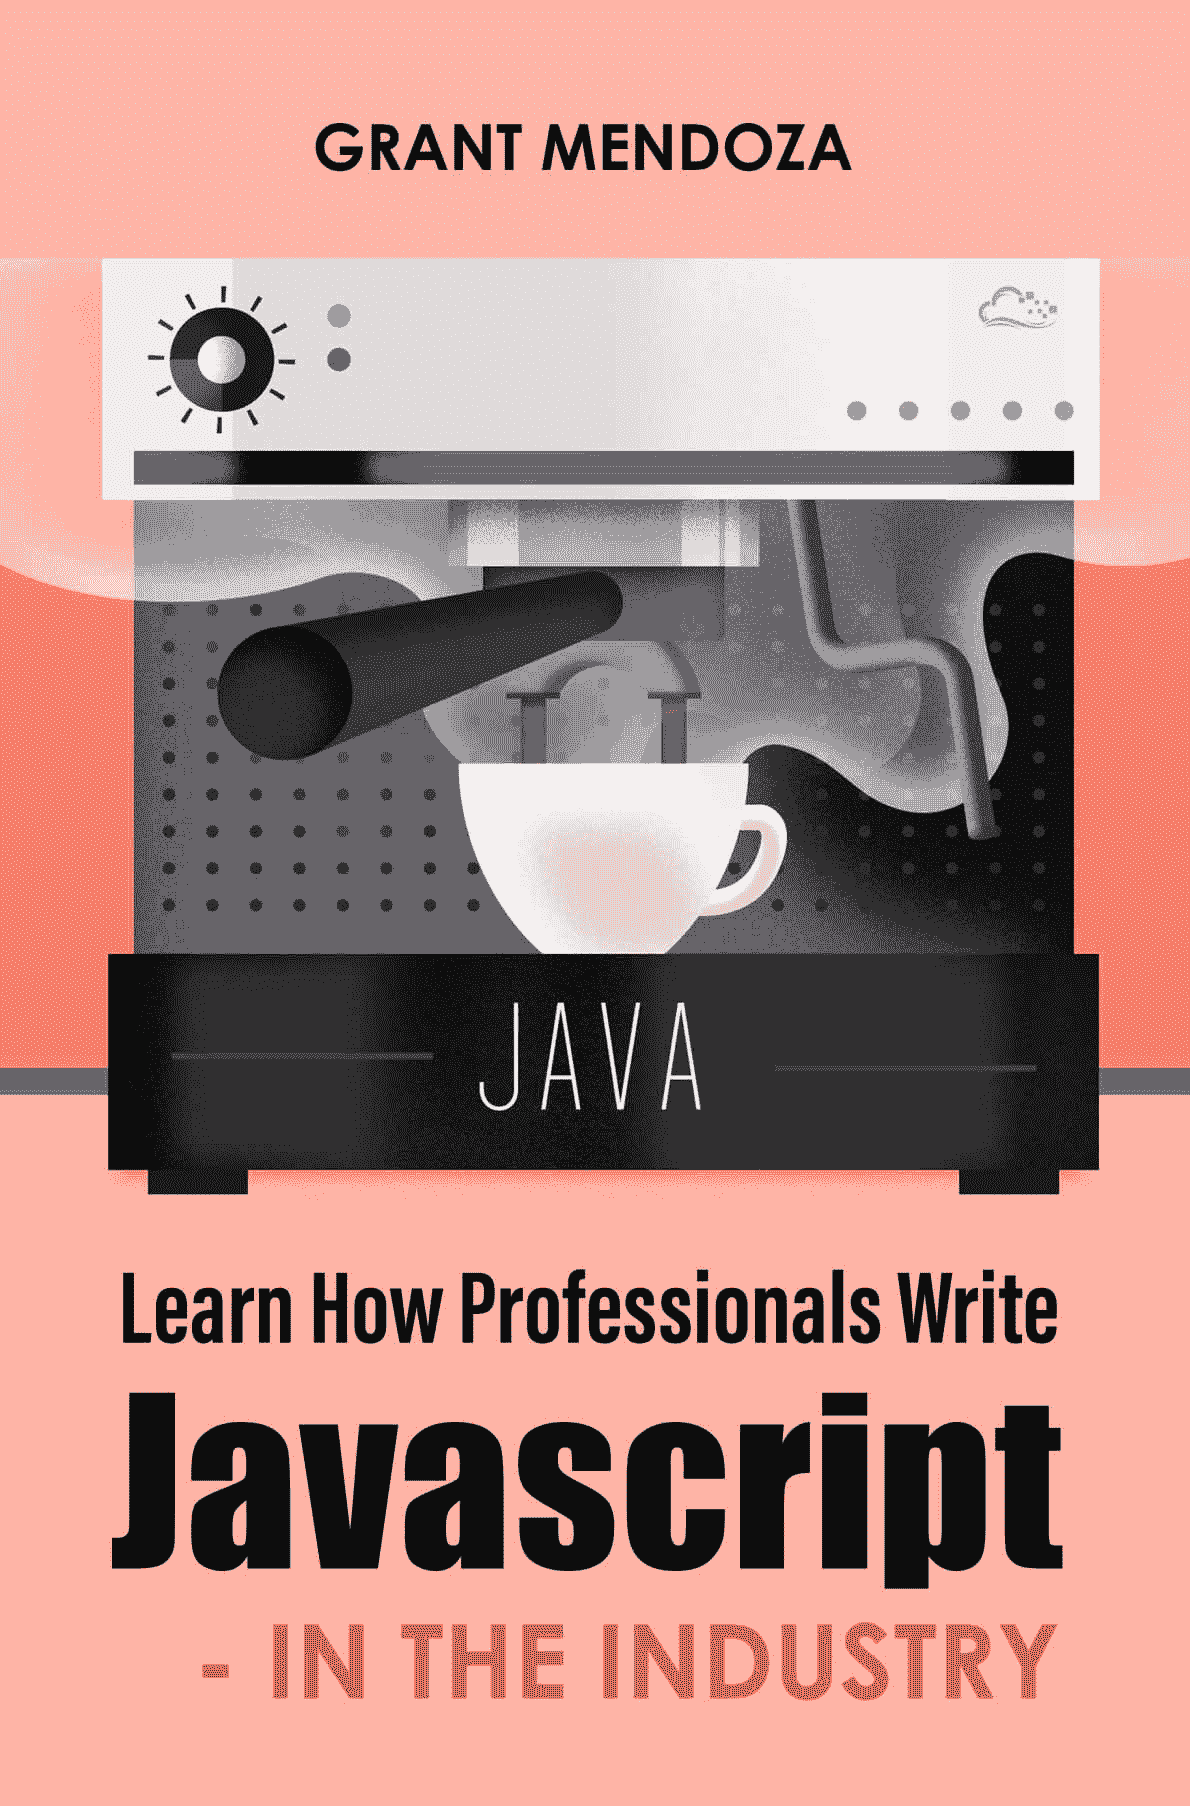 GRANT MENDOZA
JAVA
Learn How Professionals Write
Javascript
- IN THE INDUSTRY